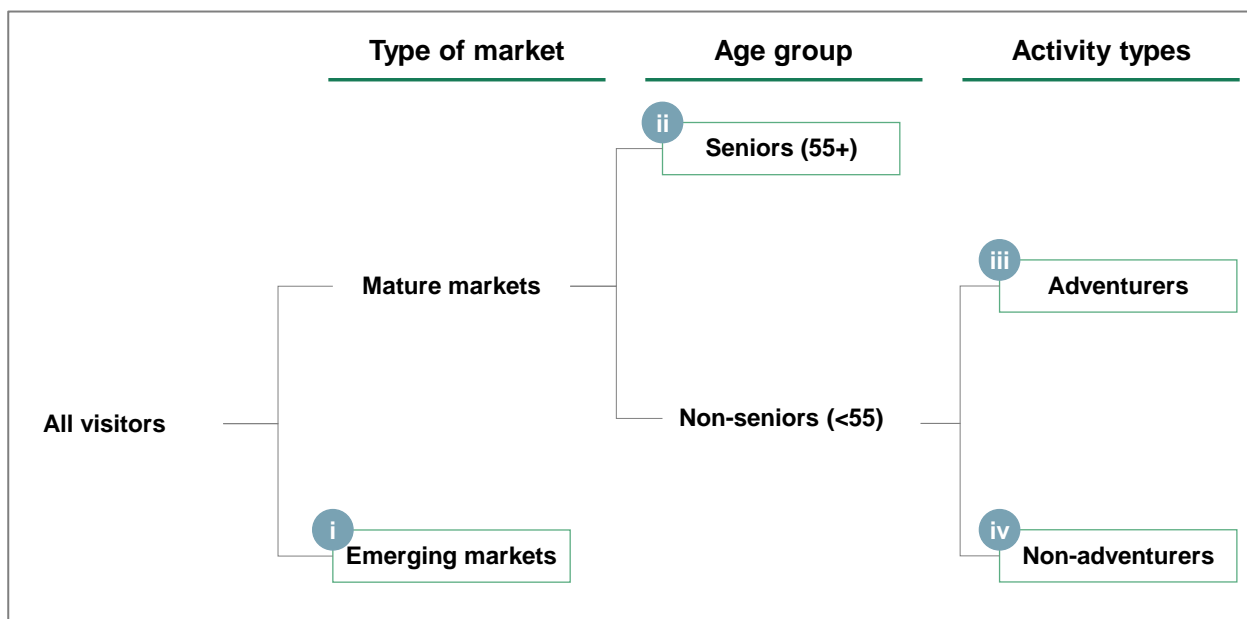 Type of market
Age group
Activity types
ii
Seniors (55+)
iii
Mature markets
Adventurers
All visitors
Non-seniors (<55)
i
Emerging markets
iv
Non-adventurers